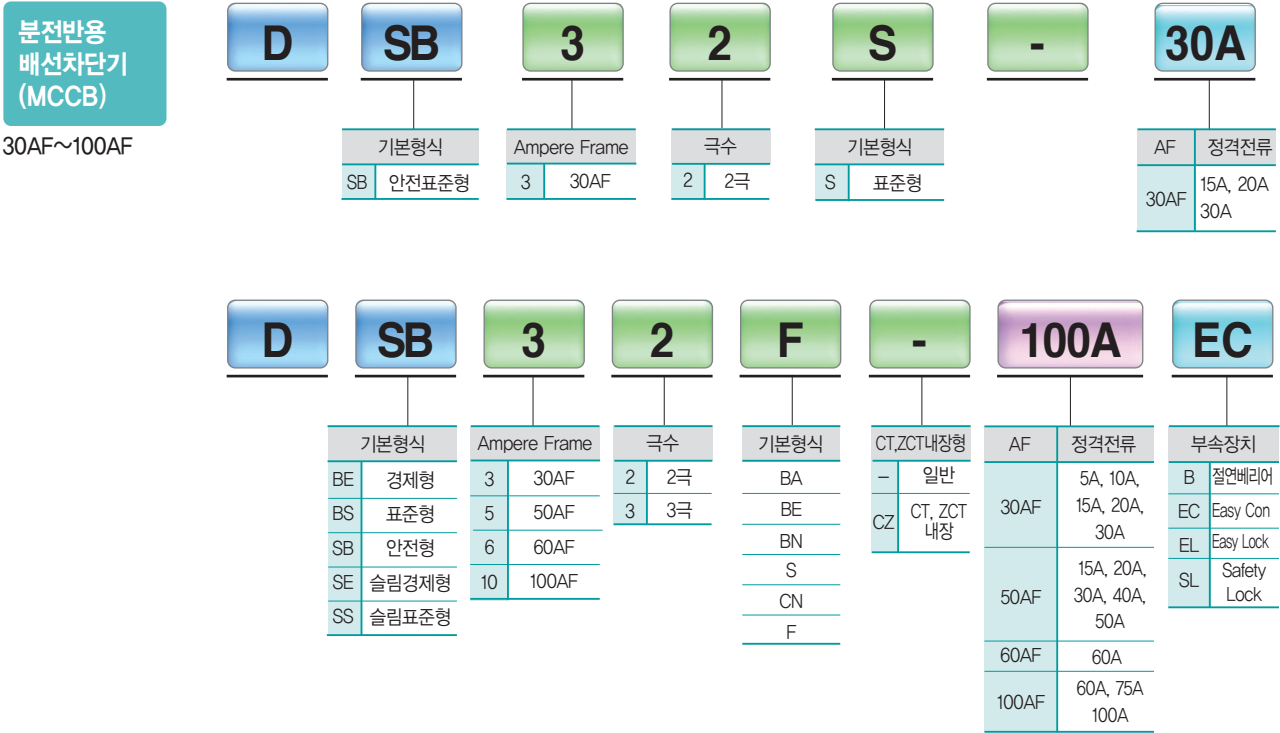 분전반용
배선차단기
(MCCB)
30AF~100AF
D SB 3 2 S - 30A
기본형식
SB 안전표준형
Ampere Frame
3 30AF
극수
2 2극
기본형식
S 표준형
AF 정격전류
30AF 15A, 20A
30A
D SB 3 2 F - 100A EC
기본형식
BE 경제형
BS 표준형
SB 안전형
SE 슬림경제형
SS 슬림표준형
Ampere Frame
3 30AF
5 50AF
6 60AF
10 100AF
극수
2 2극
3 3극
기본형식
BA
BE
BN
S
CN
F
CT,ZCT내장형
- 일반
CZ CT, ZCT
내장
AF 정격전류
30AF 5A, 10A,
15A, 20A,
30A
50AF 15A, 20A,
30A, 40A,
50A
60AF 60A
100AF 60A, 75A
100A
부속장치
B 절연베리어
EC Easy Con
EL Easy Lock
SL Safety
Lock